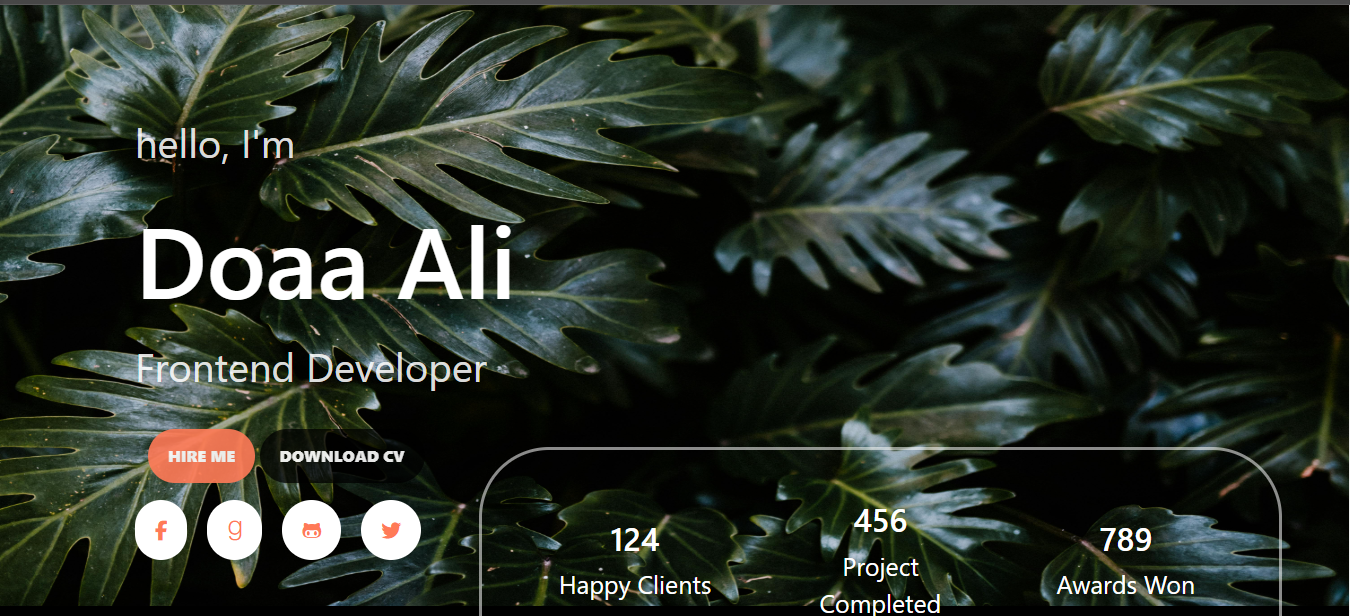 hello, I'm
Doaa Ali
Frontend Developer
HIRE ME
DOWNLOAD CV
124
Happy Clients
456
Project
Completed
789
Awards Won